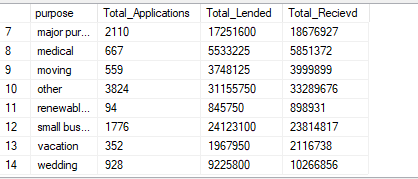 purpose Total_Applications Total_Lended Total_Recievd
7 major pur... 2110 17251600 18676927
8 medical 667 5533225 5851372
9 moving 559 3748125 3999899
10 other 3824 31155750 33289676
11 renewabl... 94 845750 898931
12 small bus... 1776 24123100 23814817
13 vacation 352 1967950 2116738
14 wedding 928 9225800 10266856